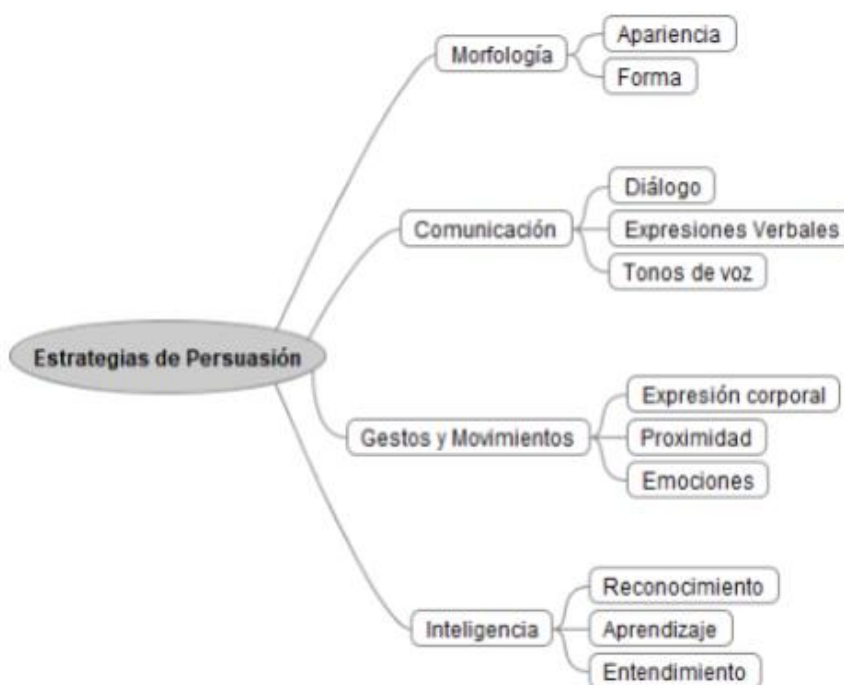 Estrategias de Persuasión
Morfología
Apariencia
Forma
Comunicación
Diálogo
Expresiones Verbales
Tonos de voz
Gestos y Movimientos
Expresión corporal
Proximidad
Emociones
Inteligencia
Reconocimiento
Aprendizaje
Entendimiento